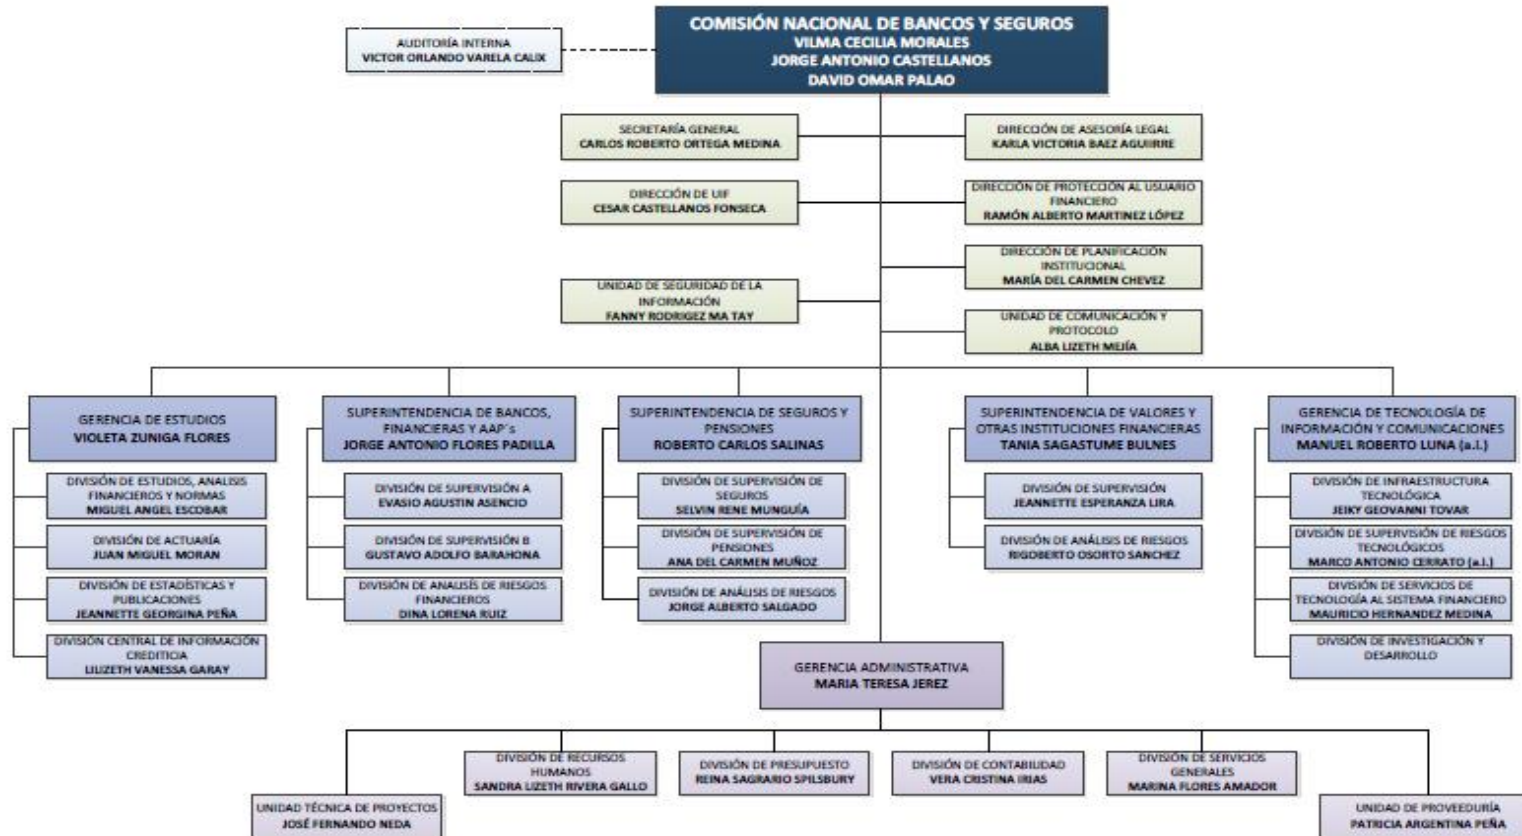 COMISIÓN NACIONAL DE BANCOS Y SEGUROS
VILMA CECILIA MORALES
JORGE ANTONIO CASTELLANOS
DAVID OMAR PALAO
AUDITORÍA INTERNA
VICTOR ORLANDO VARELA CALIX
SECRETARÍA GENERAL
CARLOS ROBERTO ORTEGA MEDINA
DIRECCIÓN DE ASESORÍA LEGAL
KARLA VICTORIA BAEZ AGUIIRRE
DIRECCIÓN DE UIF
CESAR CASTELLANOS FONSECA
DIRECCIÓN DE PROTECCIÓN AL USUARIO
FINANCIERO
RAMÓN ALBERTO MARTINEZ LÓPEZ
DIRECCIÓN DE PLANIFICACIÓN
INSTITUCIONAL
MARÍA DEL CARMEN CHEVEZ
UNIDAD DE SEGURIDAD DE LA
INFORMACIÓN
FANNY RODRIGEZ MA TAY
UNIDAD DE COMUNICACIÓN Y
PROTOCOLO
ALBA LIZETH MEJÍA
GERENCIA DE ESTUDIOS
VIOLETA ZUNIGA FLORES
DIVISIÓN DE ESTUDIOS, ANALISIS
FINANCIEROS Y NORMAS
MIGUEL ANGEL ESCOBAR
DIVISIÓN DE ACTUARÍA
JUAN MIGUEL MORAN
DIVISIÓN DE ESTADÍSTICAS Y
PUBLICACIONES
JEANNETTE GEORGINA PEÑA
DIVISIÓN CENTRAL DE INFORMACIÓN
CREDITICIA
LILIZETH VANESSA GARAY
SUPERINTENDENCIA DE BANCOS,
FINANCIERAS Y AAP´s
JORGE ANTONIO FLORES PADILLA
DIVISIÓN DE SUPERVISIÓN A
EVASIO AGUSTIN ASENCIO
DIVISIÓN DE SUPERVISIÓN B
GUSTAVO ADOLFO BARAHONA
DIVISIÓN DE ANALISÍS DE RIESGOS
FINANCIEROS
DINA LORENA RUIZ
SUPERINTENDENCIA DE SEGUROS Y
PENSIONES
ROBERTO CARLOS SALINAS
DIVISIÓN DE SUPERVISIÓN DE
SEGUROS
SELVIN RENE MUNGUÍA
DIVISIÓN DE SUPERVISIÓN DE
PENSIONES
ANA DEL CARMEN MUÑOZ
DIVISIÓN DE ANÁLISIS DE RIESGOS
JORGE ALBERTO SALGADO
SUPERINTENDENCIA DE VALORES Y
OTRAS INSTITUCIONES FINANCIERAS
TANIA SAGASTUME BULNES
DIVISIÓN DE SUPERVISIÓN
JEANNETTE ESPERANZA LIRA
DIVISIÓN DE ANÁLISIS DE RIESGOS
RIGOBERTO OSORTO SANCHEZ
GERENCIA DE TECNOLOGÍA DE
INFORMACIÓN Y COMUNICACIONES
MANUEL ROBERTO LUNA (a.i.)
DIVISIÓN DE INFRAESTRUCTURA
TECNOLÓGICA
JEIKY GEOVANNI TOVAR
DIVISIÓN DE SUPERVISIÓN DE RIESGOS
TECNOLÓGICOS
MARCO ANTONIO CERRATO (a.i.)
DIVISIÓN DE SERVICIOS DE
TECNOLOGÍA AL SISTEMA FINANCIERO
MAURICIO HERNANDEZ MEDINA
DIVISIÓN DE INVESTIGACIÓN Y
DESARROLLO
GERENCIA ADMINISTRATIVA
MARIA TERESA JEREZ
UNIDAD TÉCNICA DE PROYECTOS
JOSÉ FERNANDO NEDA
DIVISIÓN DE RECURSOS
HUMANOS
SANDRA LIZETH RIVERA GALLO
DIVISIÓN DE PRESUPUESTO
REINA SAGRARIO SPILSBURY
DIVISIÓN DE CONTABILIDAD
VERA CRISTINA IRIAS
DIVISIÓN DE SERVICIOS
GENERALES
MARINA FLORES AMADOR
UNIDAD DE PROVEEDURÍA
PATRICIA ARGENTINA PEÑA